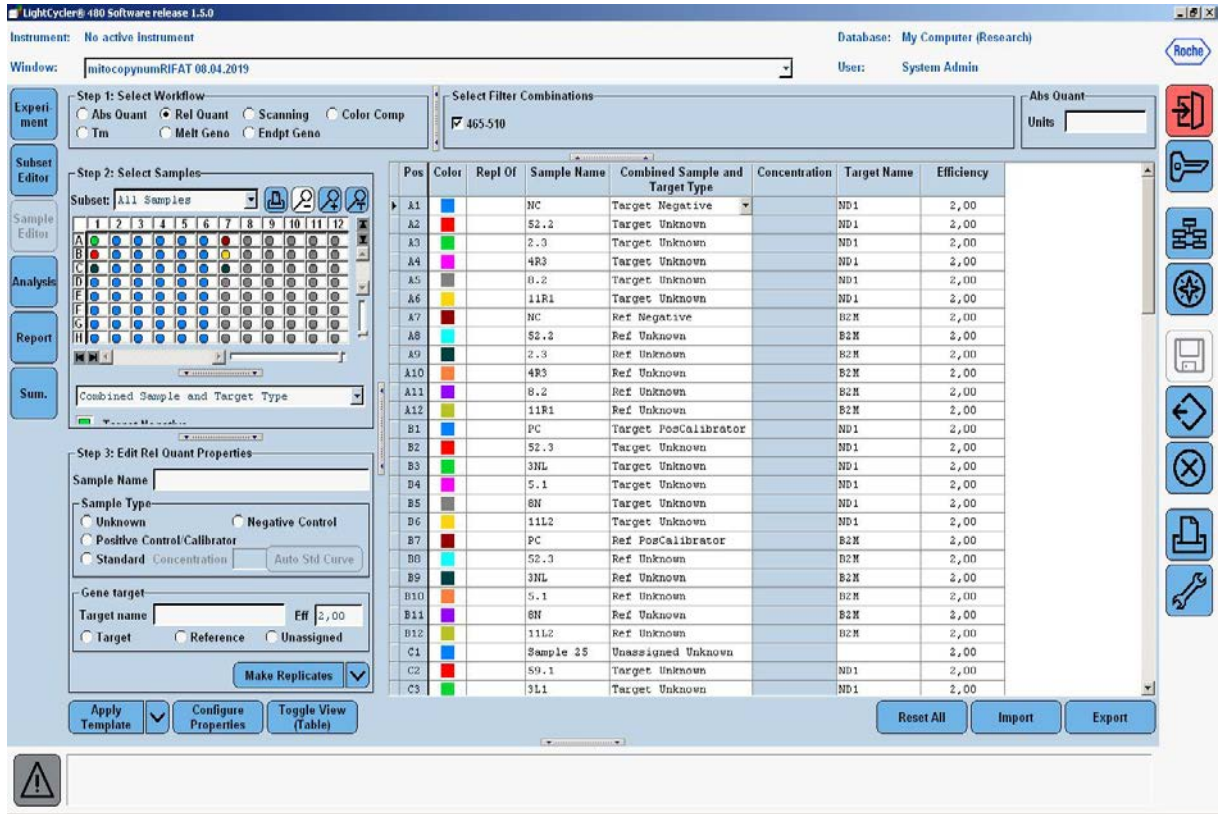 LightCycler® 480 Software release 1.5.0
Instrument: No active instrument
Database: My Computer (Research)
Window: mitocopynumRIFAT 08.04.2019
User: System Admin
Roche
Experi-
ment
Subset
Editor
Sample
Editor
Analysis
Report
Sum.
Step 1: Select Workflow
Abs Quant Rel Quant Scanning Color Comp
Tm Melt Geno Endpt Geno
Select Filter Combinations
465-510
Abs Quant
Units
Step 2: Select Samples
Subset: All Samples
1 2 3 4 5 6 7 8 9 10 11 12
A
B
C
D
E
F
G
H
Combined Sample and Target Type
Step 3: Edit Rel Quant Properties
Sample Name
Sample Type
Unknown Negative Control
Positive Control/Calibrator
Standard Concentration Auto Std Curve
Gene target
Target name Eff 2,00
Target Reference Unassigned
Make Replicates
Apply
Template
Configure
Properties
Toggle View
(Table)
Pos Color Repl Of Sample Name Combined Sample and Target Type Concentration Target Name Efficiency
A1 NC Target Negative ND1 2,00
A2 52.2 Target Unknown ND1 2,00
A3 2.3 Target Unknown ND1 2,00
A4 4R3 Target Unknown ND1 2,00
A5 8.2 Target Unknown ND1 2,00
A6 11R1 Target Unknown ND1 2,00
A7 NC Ref Negative B2M 2,00
A8 52.2 Ref Unknown B2M 2,00
A9 2.3 Ref Unknown B2M 2,00
A10 4R3 Ref Unknown B2M 2,00
A11 8.2 Ref Unknown B2M 2,00
A12 11R1 Ref Unknown B2M 2,00
B1 PC Target PosCalibrator ND1 2,00
B2 52.3 Target Unknown ND1 2,00
B3 3NL Target Unknown ND1 2,00
B4 5.1 Target Unknown ND1 2,00
B5 8N Target Unknown ND1 2,00
B6 11L2 Target Unknown ND1 2,00
B7 PC Ref PosCalibrator B2M 2,00
B8 52.3 Ref Unknown B2M 2,00
B9 3NL Ref Unknown B2M 2,00
B10 5.1 Ref Unknown B2M 2,00
B11 8N Ref Unknown B2M 2,00
B12 11L2 Ref Unknown B2M 2,00
C1 Sample 25 Unassigned Unknown 2,00
C2 59.1 Target Unknown ND1 2,00
C3 3L1 Target Unknown ND1 2,00
Reset All Import Export